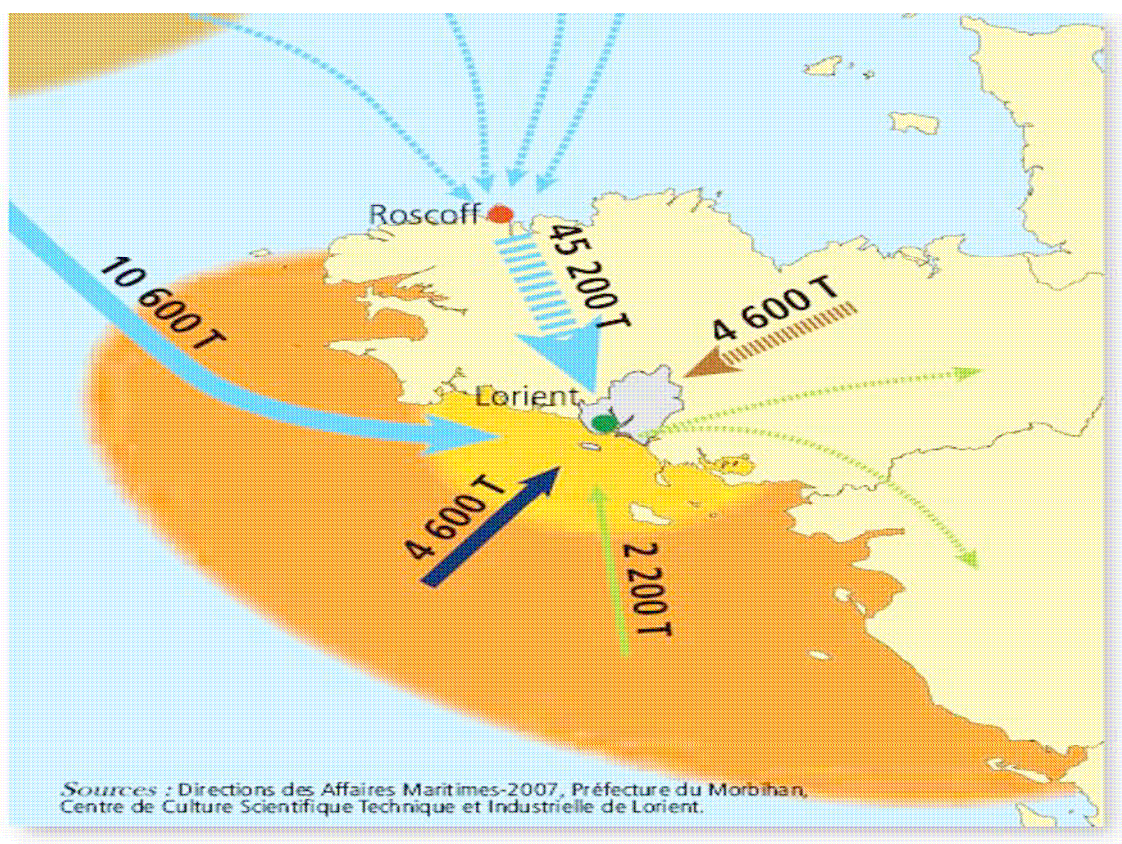 Roscoff
45 200 T
10 600 T
4 600 T
Lorient
4 600 T
2 200 T
Sources : Directions des Affaires Maritimes-2007, Préfecture du Morbihan,
Centre de Culture Scientifique Technique et Industrielle de Lorient.